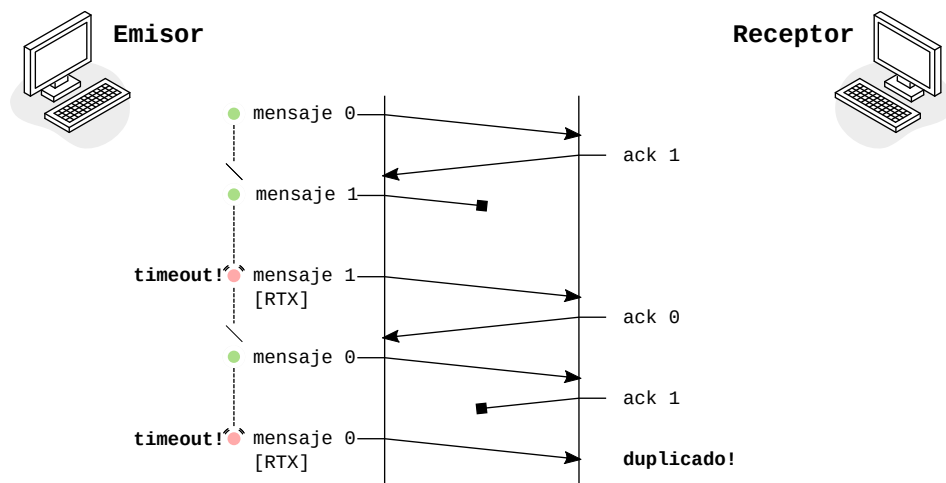 Emisor
Receptor
mensaje 0
ack 1
mensaje 1
timeout! mensaje 1
[RTX]
ack 0
mensaje 0
ack 1
timeout! mensaje 0
[RTX]
duplicado!